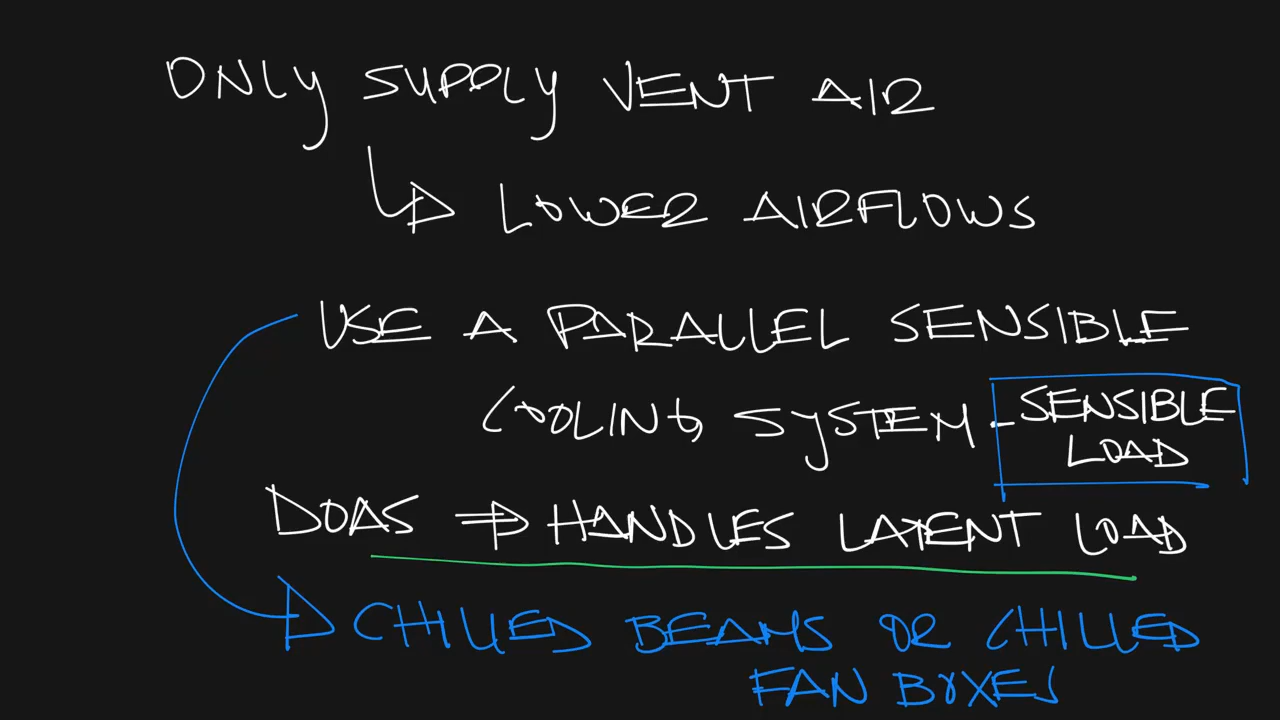 ONLY SUPPLY VENT AIR
LOWER AIRFLOWS
USE A PARALLEL SENSIBLE
COOLING SYSTEM - SENSIBLE
LOAD
DOAS ⇒ HANDLES LATENT LOAD
CHILLED BEAMS OR CHILLED
FAN BOXES